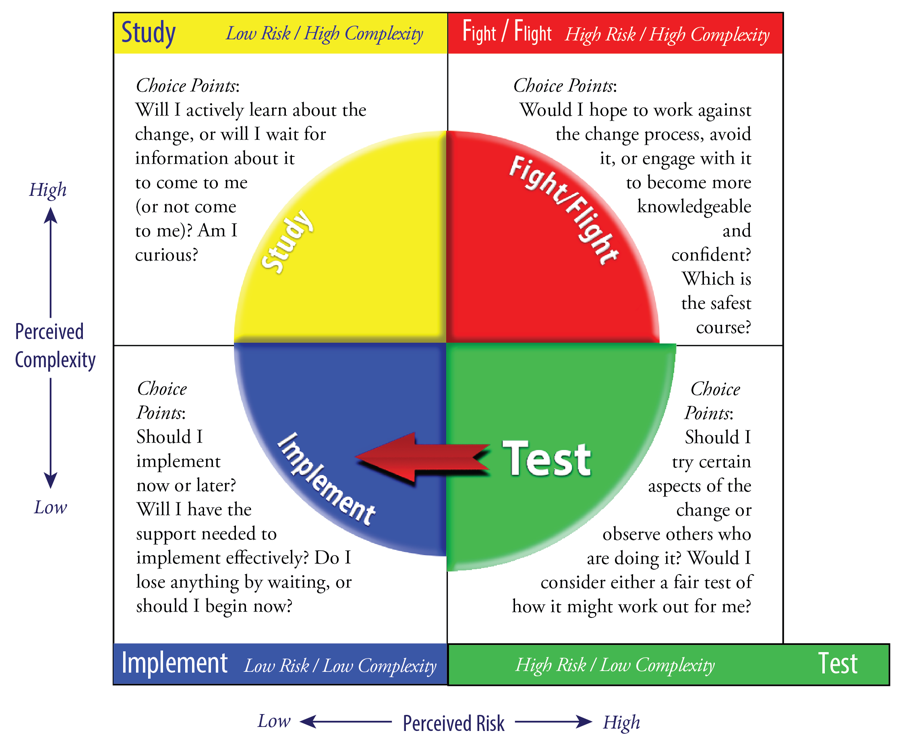 Study Low Risk / High Complexity
Fight / Flight High Risk / High Complexity
Choice Points:
Will I actively learn about the
change, or will I wait for
information about it
to come to me
(or not come
to me)? Am I
curious?
Choice Points:
Would I hope to work against
the change process, avoid
it, or engage with it
to become more
knowledgeable
and
confident?
Which is
the safest
course?
Study
Fight/Flight
High
Perceived
Complexity
Low
Choice
Points:
Should I
implement
now or later?
Will I have the
support needed to
implement effectively? Do I
lose anything by waiting, or
should I begin now?
Implement
Test
Choice
Points:
Should I
try certain
aspects of the
change or
observe others who
are doing it? Would I
consider either a fair test of
how it might work out for me?
Implement Low Risk / Low Complexity
High Risk / Low Complexity Test
Low Perceived Risk High